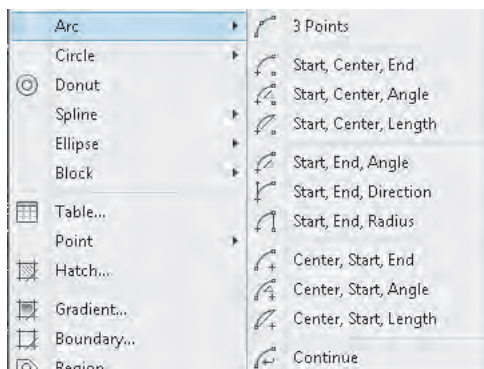 Arc
Circle
Donut
Spline
Ellipse
Block
Table...
Point
Hatch...
Gradient...
Boundary...
Region
3 Points
Start, Center, End
Start, Center, Angle
Start, Center, Length
Start, End, Angle
Start, End, Direction
Start, End, Radius
Center, Start, End
Center, Start, Angle
Center, Start, Length
Continue